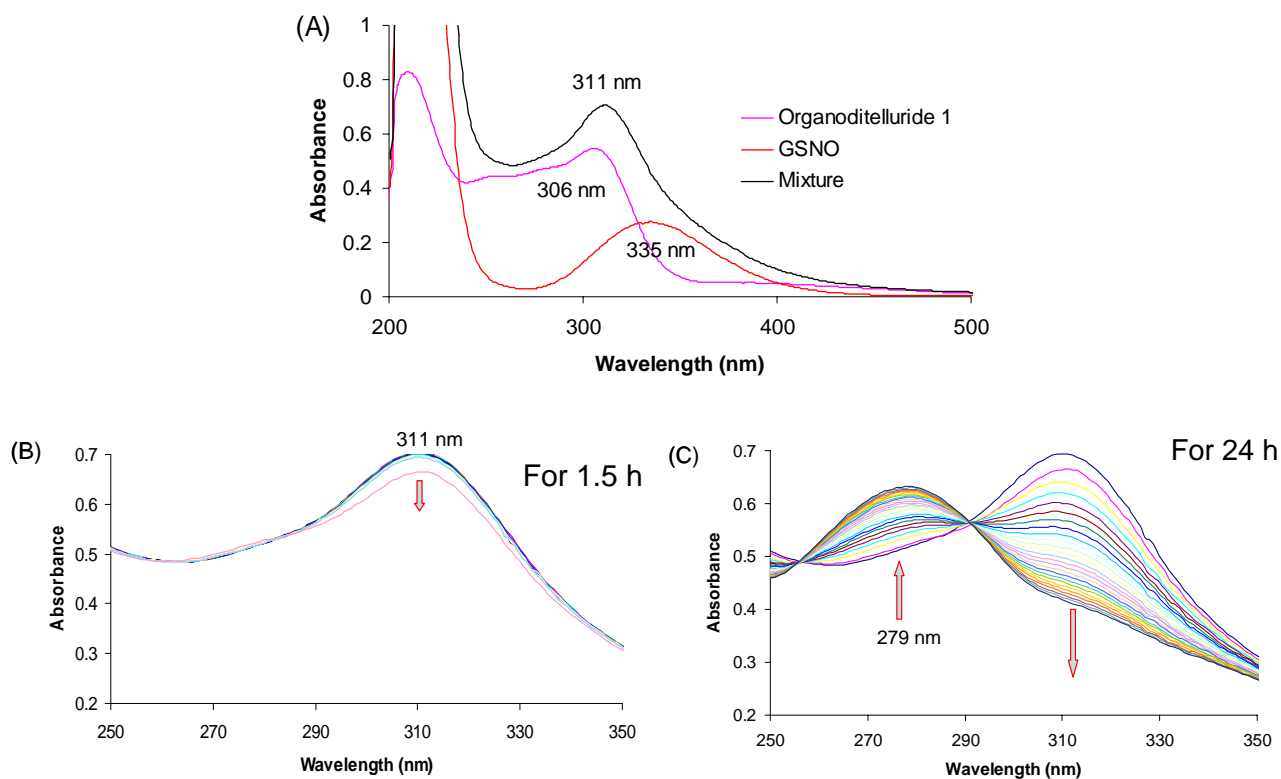 (A)
1
0.8
0.6
0.4
0.2
0
Absorbance
311 nm
306 nm
335 nm
Organoditelluride 1
GSNO
Mixture
200
300
400
500
Wavelength (nm)
(B)
311 nm
For 1.5 h
0.7
0.6
0.5
0.4
0.3
0.2
Absorbance
250
270
290
310
330
350
Wavelength (nm)
(C)
For 24 h
0.7
0.6
0.5
0.4
0.3
0.2
Absorbance
279 nm
250
270
290
310
330
350
Wavelength (nm)